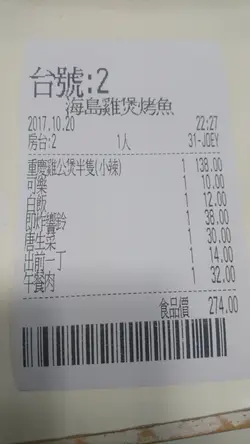 台號:2
海島雞煲烤魚
2017.10.20 22:27
房台:2 1人 31-JOEY
重慶雞公煲半隻(小辣) 1 138.00
可樂 1 10.00
白飯 1 12.00
即炸響鈴 1 38.00
唐生菜 1 30.00
出前一丁 1 14.00
午餐肉 1 32.00
食品價 274.00